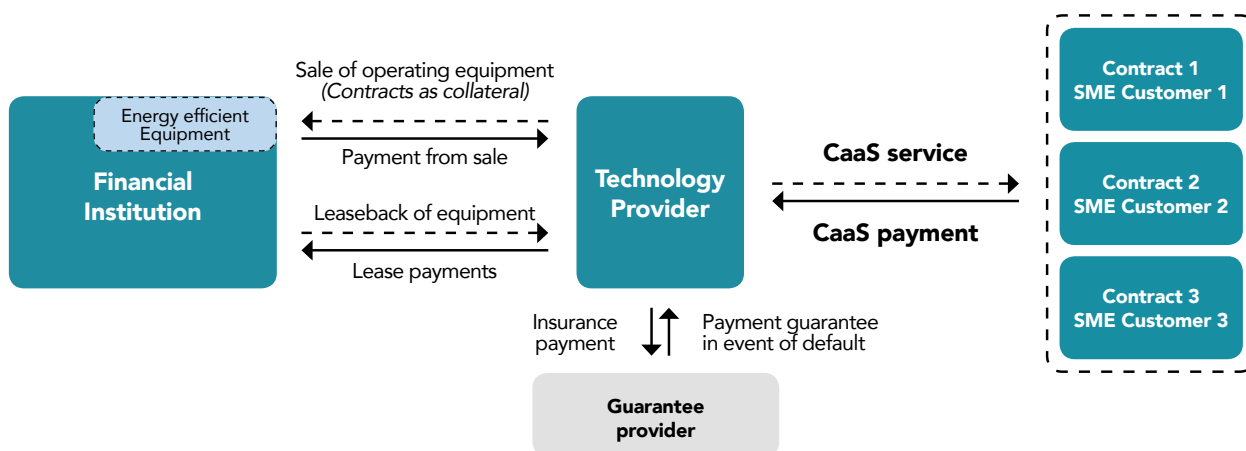 Energy efficient
Equipment
Financial
Institution
Sale of operating equipment
(Contracts as collateral)
Payment from sale
Leaseback of equipment
Lease payments
Technology
Provider
CaaS service
CaaS payment
Contract 1
SME Customer 1
Contract 2
SME Customer 2
Contract 3
SME Customer 3
Insurance
payment
Payment guarantee
in event of default
Guarantee
provider